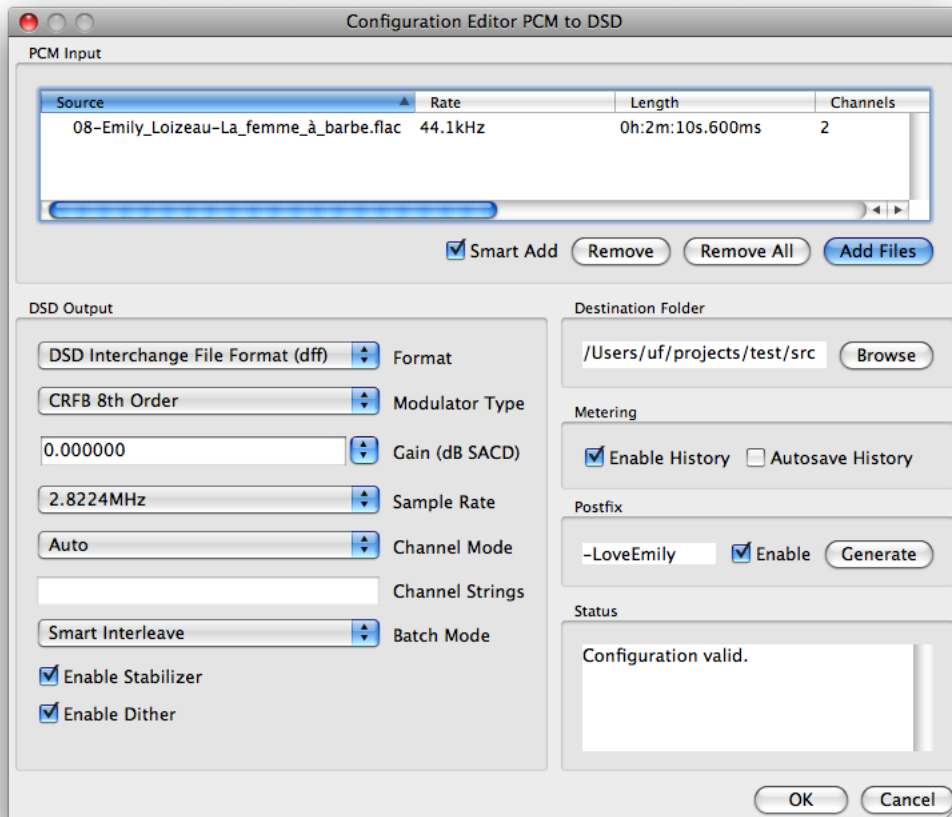 Configuration Editor PCM to DSD
PCM Input
Source Rate Length Channels
08-Emily_Loizeau-La_femme_à_barbe.flac 44.1kHz 0h:2m:10s.600ms 2
Smart Add Remove Remove All Add Files
DSD Output
DSD Interchange File Format (dff) Format
CRFB 8th Order Modulator Type
0.000000 Gain (dB SACD)
2.8224MHz Sample Rate
Auto Channel Mode
Channel Strings
Smart Interleave Batch Mode
Enable Stabilizer
Enable Dither
Destination Folder
/Users/uf/projects/test/src Browse
Metering
Enable History Autosave History
Postfix
-LoveEmily Enable Generate
Status
Configuration valid.
OK Cancel